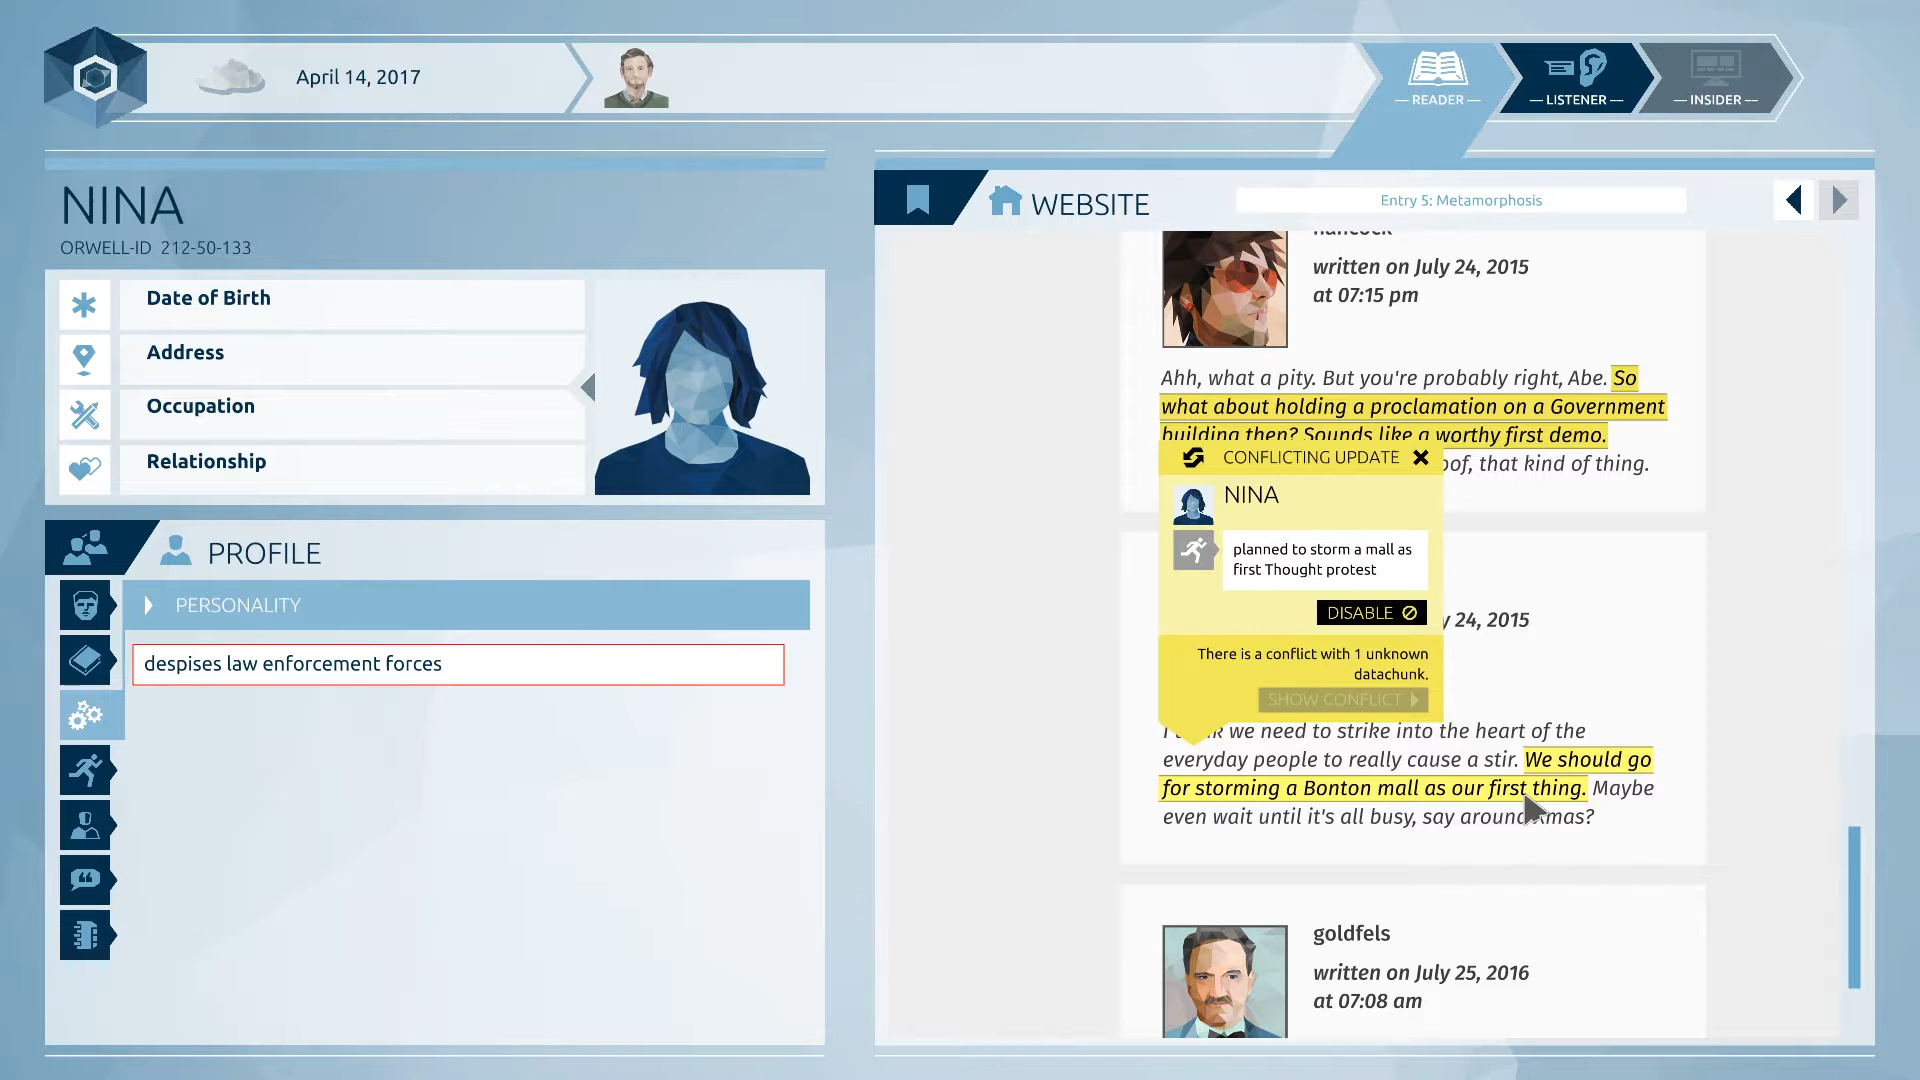 April 14, 2017
READER
LISTENER
INSIDER
NINA
ORWELL-ID 212-50-133
Date of Birth
Address
Occupation
Relationship
PROFILE
PERSONALITY
despises law enforcement forces
WEBSITE
Entry 5: Metamorphosis
hancock
written on July 24, 2015
at 07:15 pm
Ahh, what a pity. But you're probably right, Abe. So
what about holding a proclamation on a Government
building then? Sounds like a worthy first demo.
oof, that kind of thing.
CONFLICTING UPDATE
NINA
planned to storm a mall as
first Thought protest
DISABLE
There is a conflict with 1 unknown
datachunk.
SHOW CONFLICT
y 24, 2015
we need to strike into the heart of the
everyday people to really cause a stir. We should go
for storming a Bonton mall as our first thing. Maybe
even wait until it's all busy, say around Xmas?
goldfels
written on July 25, 2016
at 07:08 am